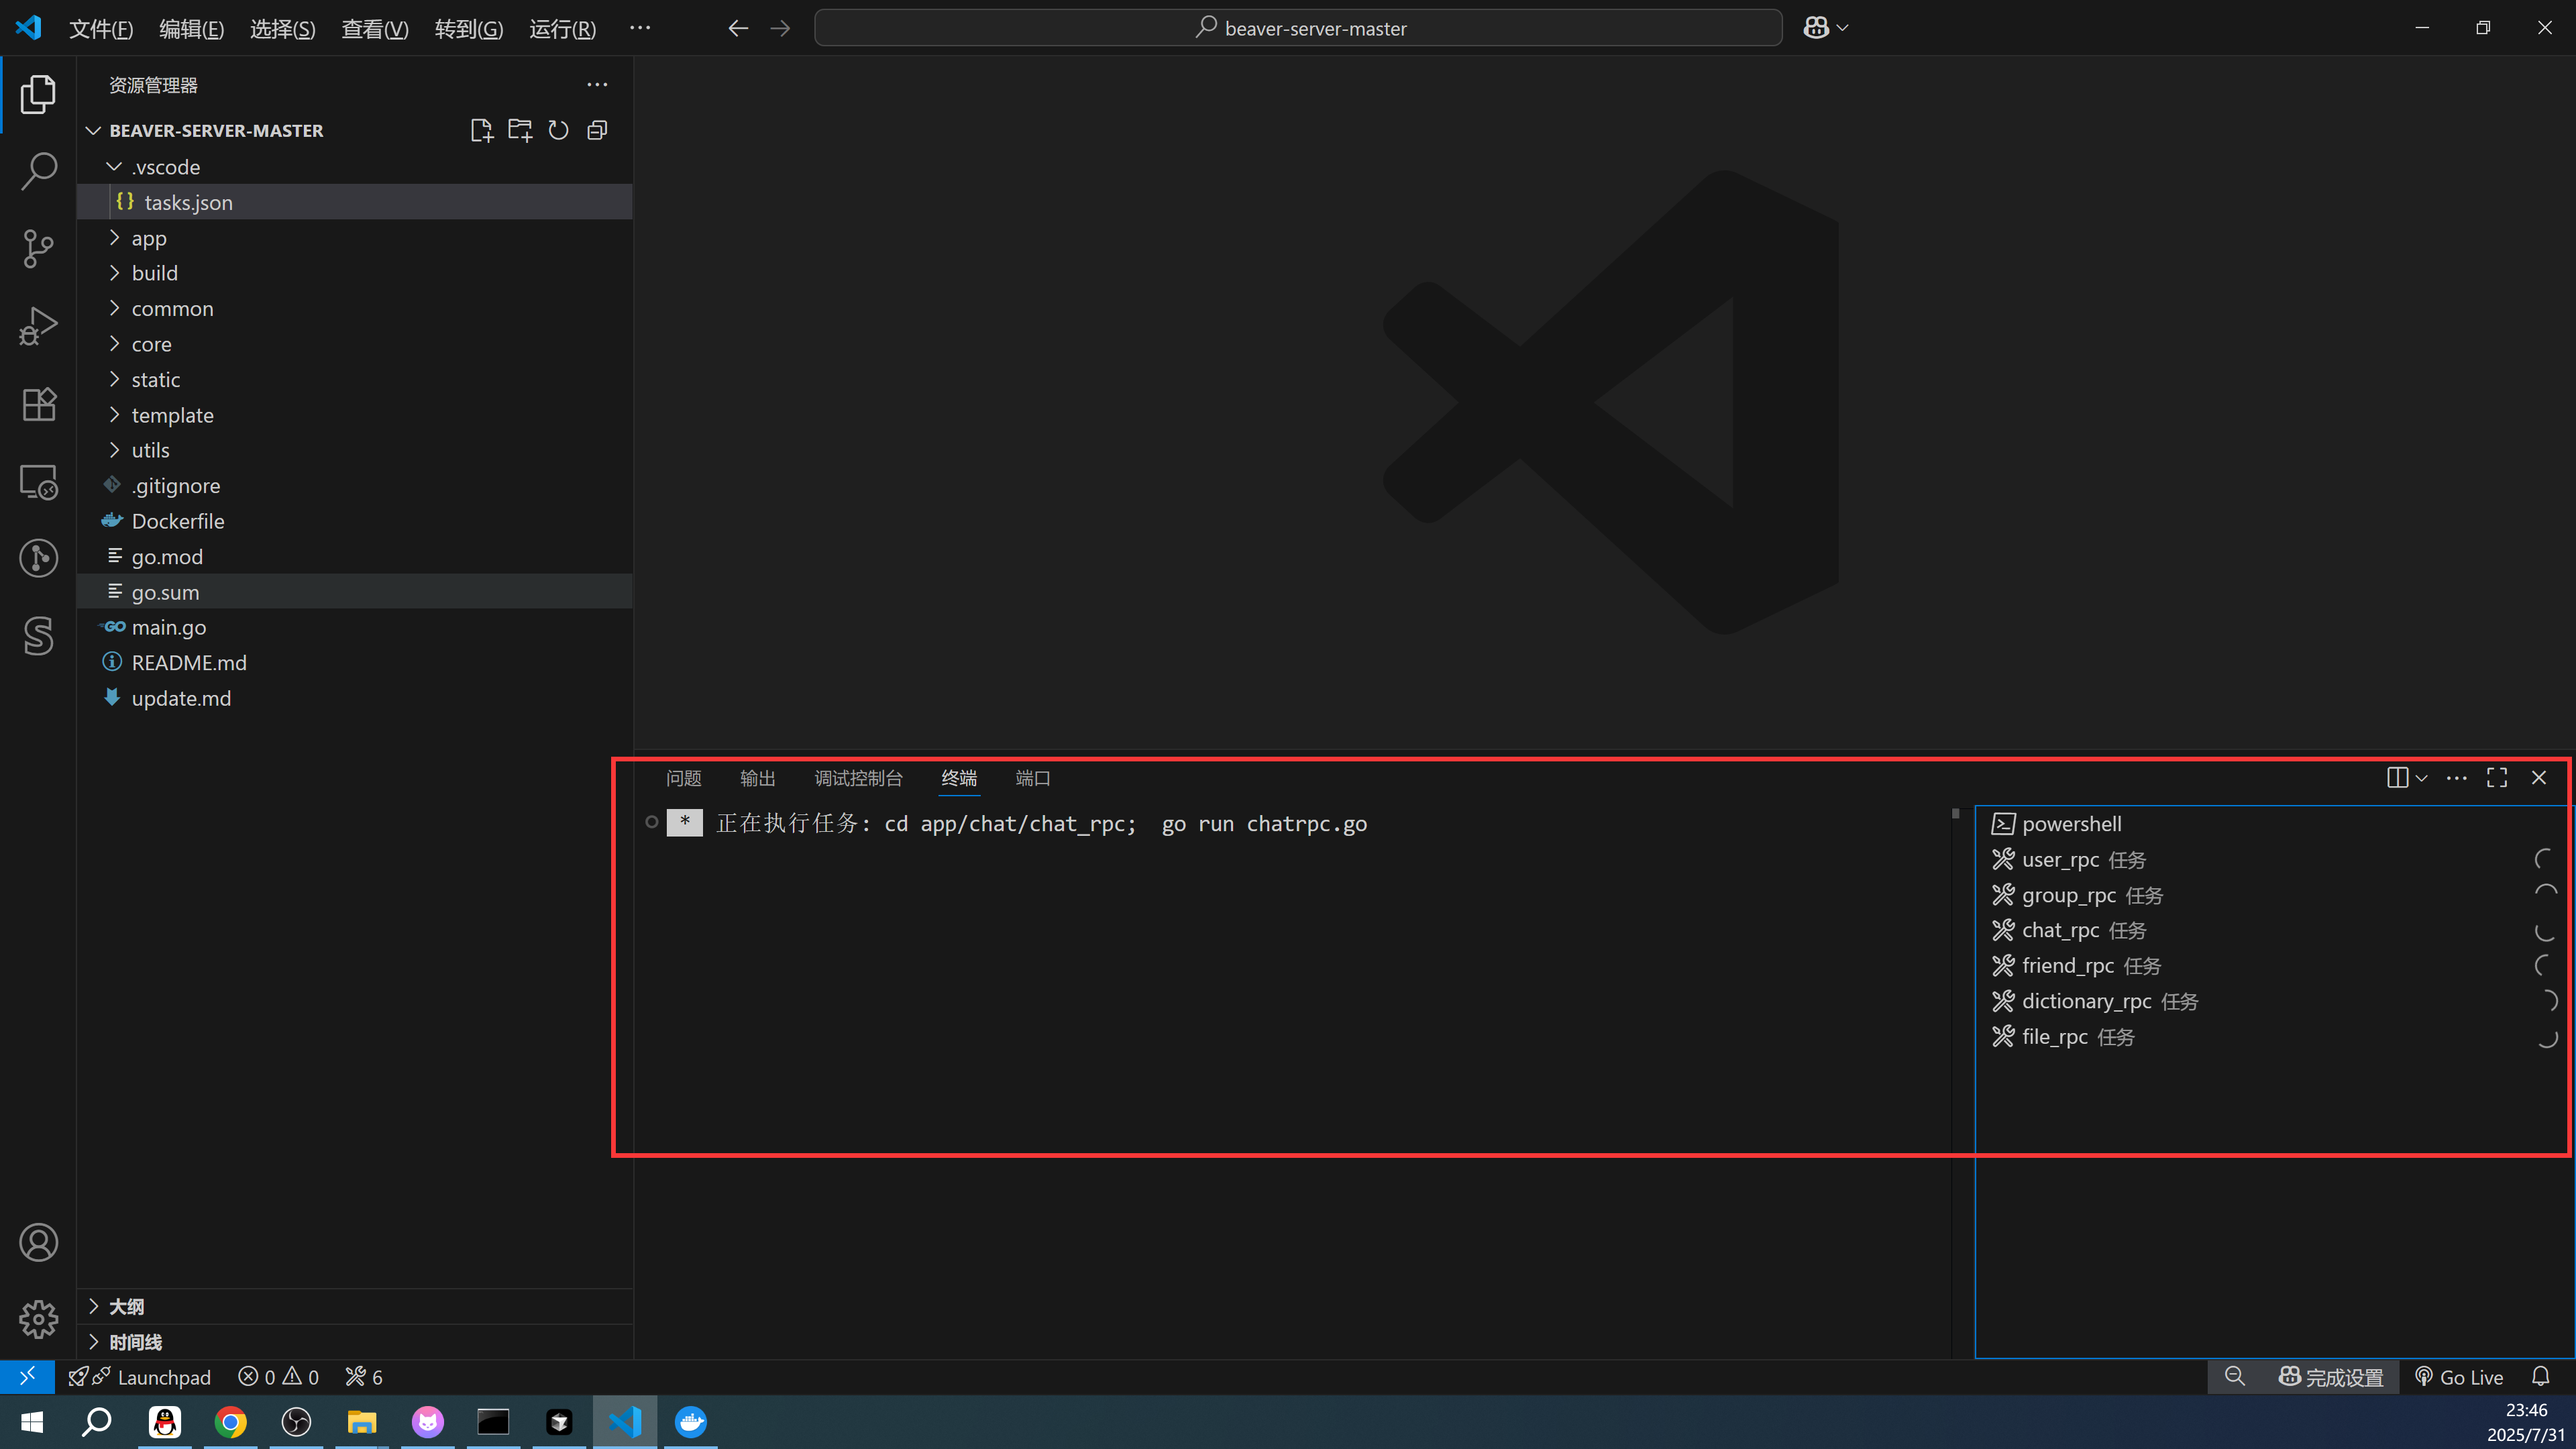 文件(F) 编辑(E) 选择(S) 查看(V) 转到(G) 运行(R) ··· beaver-server-master
资源管理器
BEAVER-SERVER-MASTER
.vscode
{} tasks.json
app
build
common
core
static
template
utils
.gitignore
Dockerfile
go.mod
go.sum
GO main.go
README.md
update.md
大纲
时间线
问题 输出 调试控制台 终端 端口
* 正在执行任务: cd app/chat/chat_rpc;  go run chatrpc.go
powershell
user_rpc 任务
group_rpc 任务
chat_rpc 任务
friend_rpc 任务
dictionary_rpc 任务
file_rpc 任务
Launchpad 0 0 6 完成设置 Go Live
23:46
2025/7/31